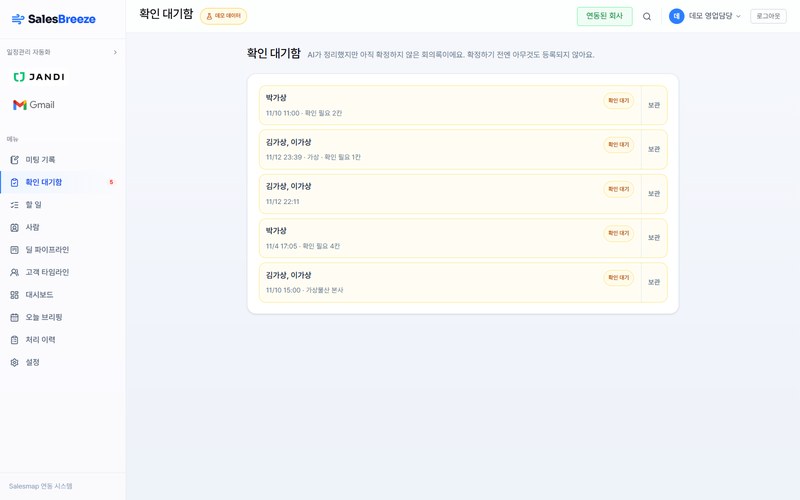 SalesBreeze
일정관리 자동화
JANDI
Gmail
메뉴
미팅 기록
확인 대기함 5
할 일
사람
딜 파이프라인
고객 타임라인
대시보드
오늘 브리핑
처리 이력
설정
Salesmap 연동 시스템
확인 대기함 데모 데이터
연동된 회사 데 데모 영업담당 로그아웃
확인 대기함 AI가 정리했지만 아직 확정하지 않은 회의록이에요. 확정하기 전엔 아무것도 등록되지 않아요.
박가상 확인 대기 보관
11/10 11:00 · 확인 필요 2칸
김가상, 이가상 확인 대기 보관
11/12 23:39 · 가상 · 확인 필요 1칸
김가상, 이가상 확인 대기 보관
11/12 22:11
박가상 확인 대기 보관
11/4 17:05 · 확인 필요 4칸
김가상, 이가상 확인 대기 보관
11/10 15:00 · 가상물산 본사